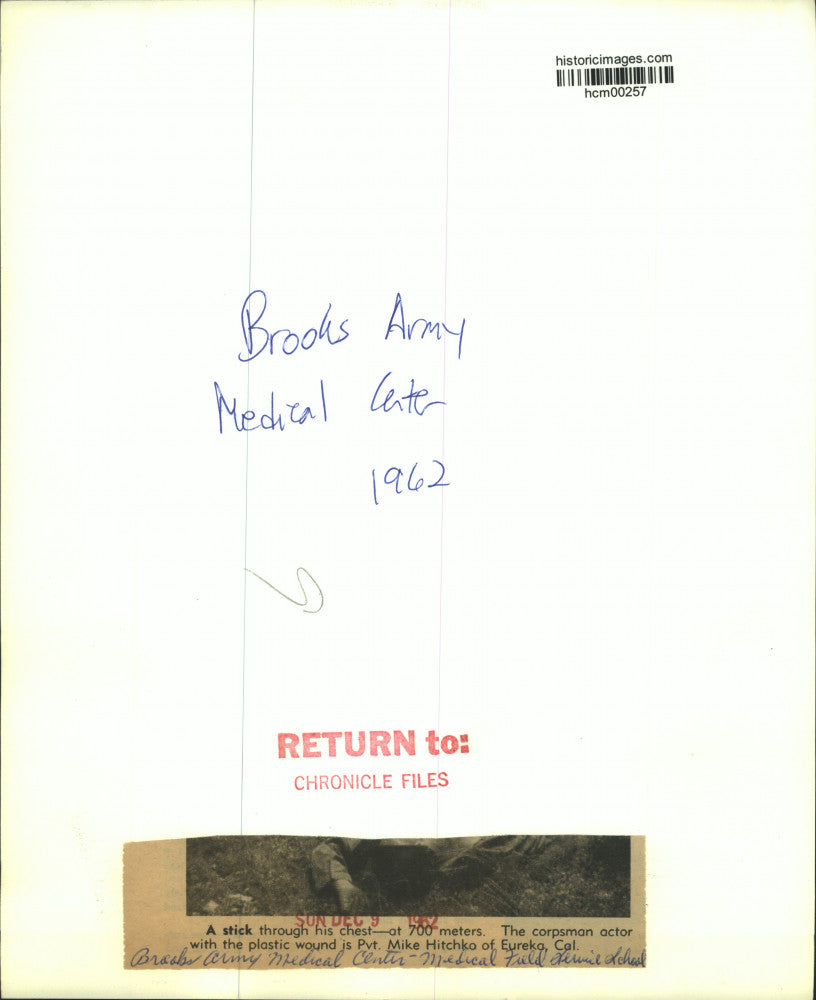 historicimages.com
hcm00257
Brooks Army
Medical Center
1962
RETURN to:
CHRONICLE FILES
SUN DEC 9 1962
A stick through his chest—at 700 meters. The corpsman actor
with the plastic wound is Pvt. Mike Hitchko of Eureka, Cal.
Brooks Army Medical Center - Medical Field Service School